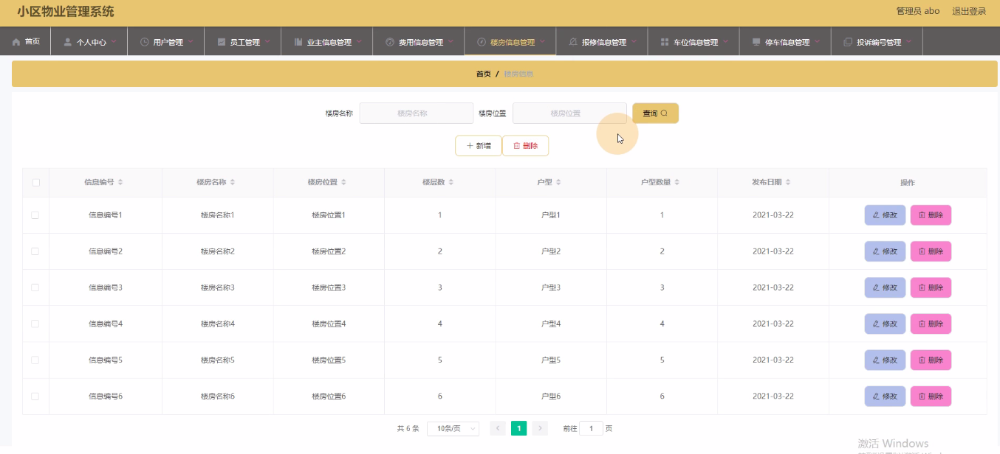 小区物业管理系统 管理员 abo 退出登录
首页 个人中心 用户管理 员工管理 业主信息管理 费用信息管理 楼房信息管理 报修信息管理 车位信息管理 停车信息管理 投诉编号管理
首页 / 楼房信息
楼房名称 楼房名称 楼房位置 楼房位置 查询
新增 删除
信息编号 楼房名称 楼房位置 楼层数 户型 户型数量 发布日期 操作
信息编号1 楼房名称1 楼房位置1 1 户型1 1 2021-03-22 修改 删除
信息编号2 楼房名称2 楼房位置2 2 户型2 2 2021-03-22 修改 删除
信息编号3 楼房名称3 楼房位置3 3 户型3 3 2021-03-22 修改 删除
信息编号4 楼房名称4 楼房位置4 4 户型4 4 2021-03-22 修改 删除
信息编号5 楼房名称5 楼房位置5 5 户型5 5 2021-03-22 修改 删除
信息编号6 楼房名称6 楼房位置6 6 户型6 6 2021-03-22 修改 删除
共 6 条 10条/页 1 前往 1 页
激活 Windows